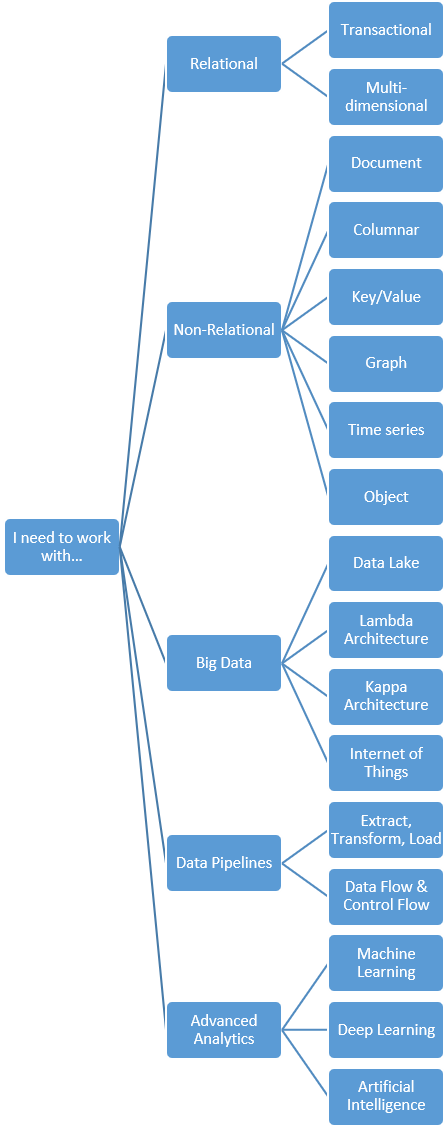 I need to work
with...
Relational
Transactional
Multi-
dimensional
Non-Relational
Document
Columnar
Key/Value
Graph
Time series
Object
Big Data
Data Lake
Lambda
Architecture
Kappa
Architecture
Internet of
Things
Data Pipelines
Extract,
Transform, Load
Data Flow &
Control Flow
Advanced
Analytics
Machine
Learning
Deep Learning
Artificial
Intelligence